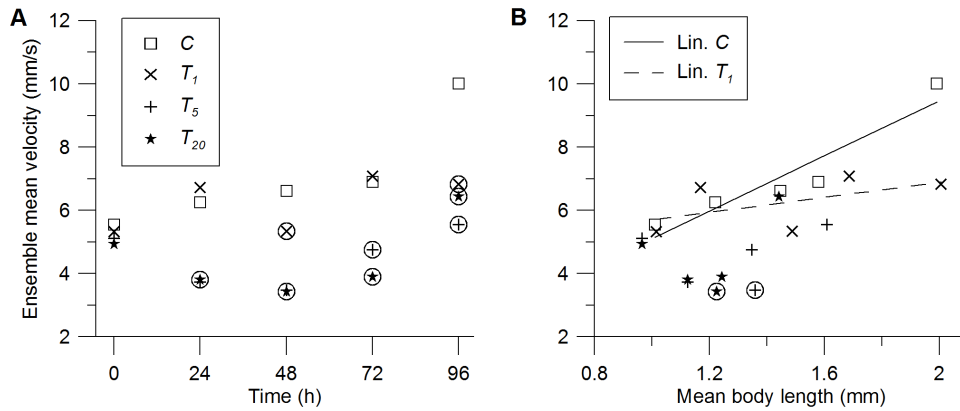 A
B
Ensemble mean velocity (mm/s)
12
10
8
6
4
2
C
T1
T5
T20
0
24
48
72
96
Time (h)
12
10
8
6
4
2
Lin. C
Lin. T1
0.8
1.2
1.6
2
Mean body length (mm)